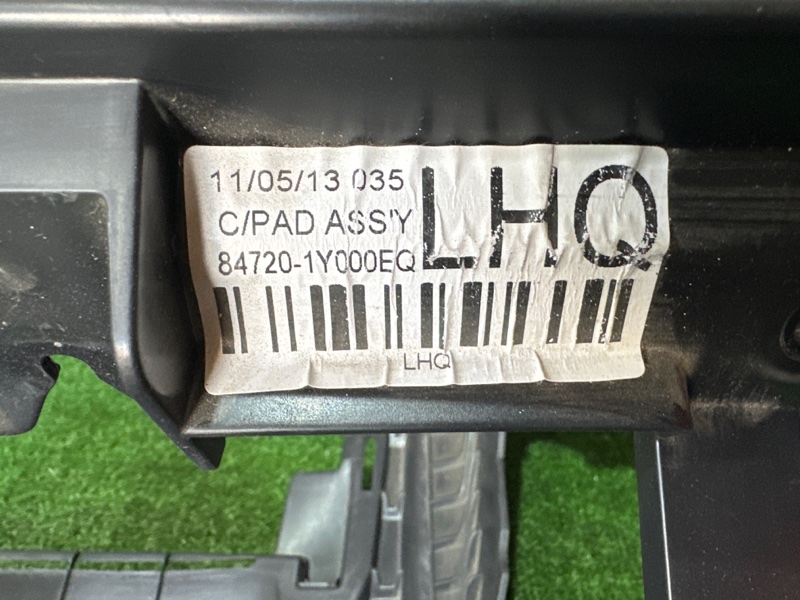 11/05/13 035
C/PAD ASS'Y
84720-1Y000EQ
LHQ
LHQ